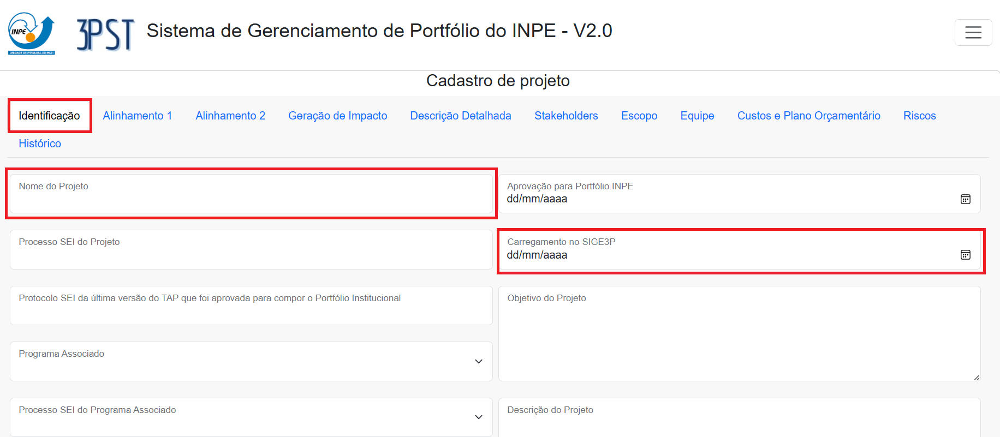 INPE
UNIDADE DE PESQUISA DO MCTI
3PST
Sistema de Gerenciamento de Portfólio do INPE - V2.0
Cadastro de projeto
Identificação Alinhamento 1 Alinhamento 2 Geração de Impacto Descrição Detalhada Stakeholders Escopo Equipe Custos e Plano Orçamentário Riscos
Histórico
Nome do Projeto
Aprovação para Portfólio INPE
dd/mm/aaaa
Processo SEI do Projeto
Carregamento no SIGE3P
dd/mm/aaaa
Protocolo SEI da última versão do TAP que foi aprovada para compor o Portfólio Institucional
Objetivo do Projeto
Programa Associado
Processo SEI do Programa Associado
Descrição do Projeto